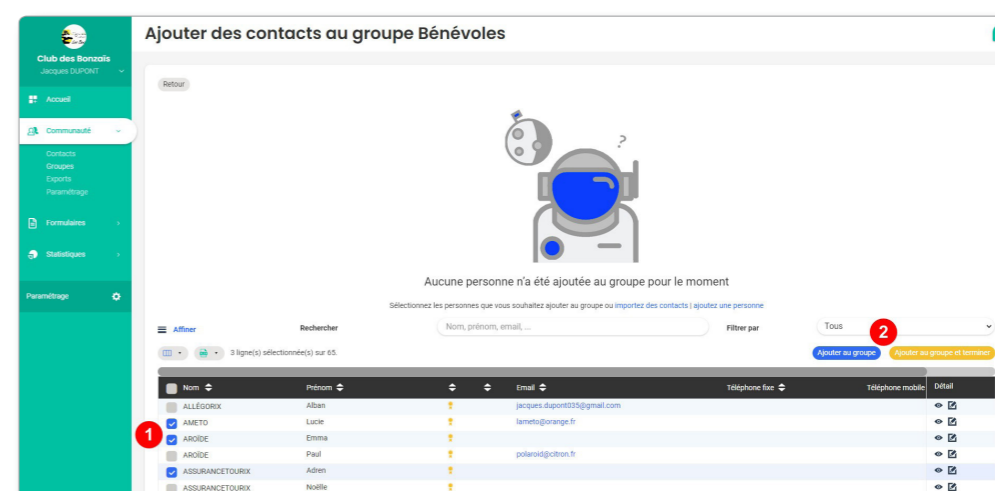 Ajouter des contacts au groupe Bénévoles
Club des Bonzaïs
Jacques DUPONT
Accueil
Communauté
Contacts
Groupes
Exports
Paramétrage
Formulaires
Statistiques
Paramétrage
Retour
?
Aucune personne n'a été ajoutée au groupe pour le moment
Sélectionnez les personnes que vous souhaitez ajouter au groupe ou importez des contacts | ajoutez une personne
Affiner Rechercher Nom, prénom, email, ... Filtrer par Tous
2
3 ligne(s) sélectionnée(s) sur 65. Ajouter au groupe Ajouter au groupe et terminer
Nom Prénom Email Téléphone fixe Téléphone mobile Détail
ALLÉGORIX Alban jacques.dupont035@gmail.com
AMETO Lucie lameto@orange.fr
1
AROÏDE Emma
AROÏDE Paul polaroid@citron.fr
ASSURANCETOURIX Adren
ASSURANCETOURIX Noëlle